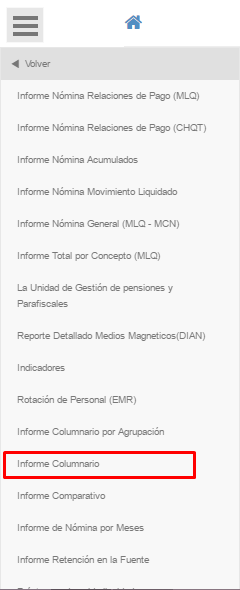 Volver
Informe Nómina Relaciones de Pago (MLQ)
Informe Nómina Relaciones de Pago (CHQT)
Informe Nómina Acumulados
Informe Nómina Movimiento Liquidado
Informe Nómina General (MLQ - MCN)
Informe Total por Concepto (MLQ)
La Unidad de Gestión de pensiones y
Parafiscales
Reporte Detallado Medios Magneticos(DIAN)
Indicadores
Rotación de Personal (EMR)
Informe Columnario por Agrupación
Informe Columnario
Informe Comparativo
Informe de Nómina por Meses
Informe Retención en la Fuente